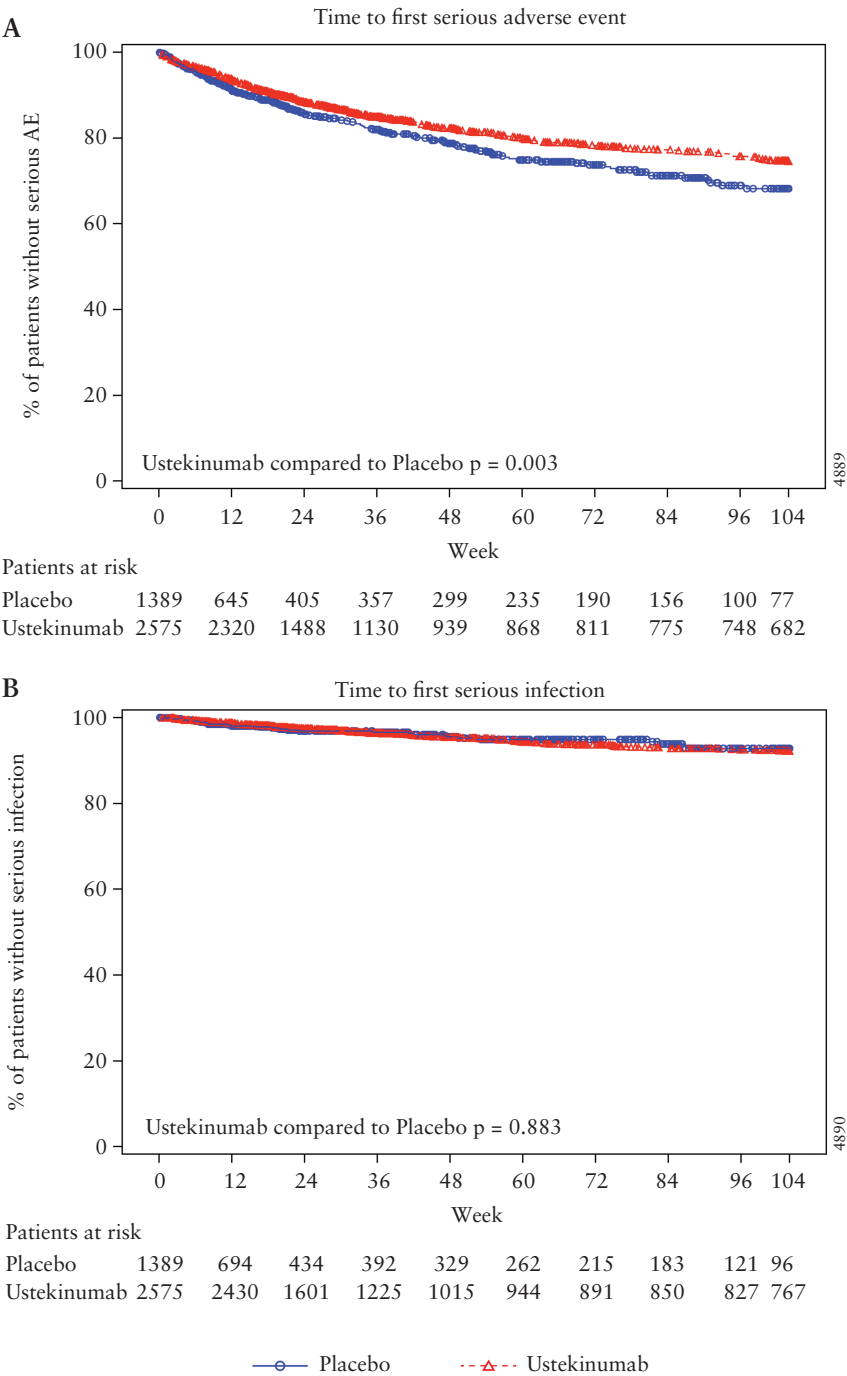 A
Time to first serious adverse event
% of patients without serious AE
100
80
60
40
20
0
Ustekinumab compared to Placebo p = 0.003
4889
0 12 24 36 48 60 72 84 96 104
Week
Patients at risk
Placebo 1389 645 405 357 299 235 190 156 100 77
Ustekinumab 2575 2320 1488 1130 939 868 811 775 748 682
B
Time to first serious infection
% of patients without serious infection
100
80
60
40
20
0
Ustekinumab compared to Placebo p = 0.883
4890
0 12 24 36 48 60 72 84 96 104
Week
Patients at risk
Placebo 1389 694 434 392 329 262 215 183 121 96
Ustekinumab 2575 2430 1601 1225 1015 944 891 850 827 767
Placebo Ustekinumab